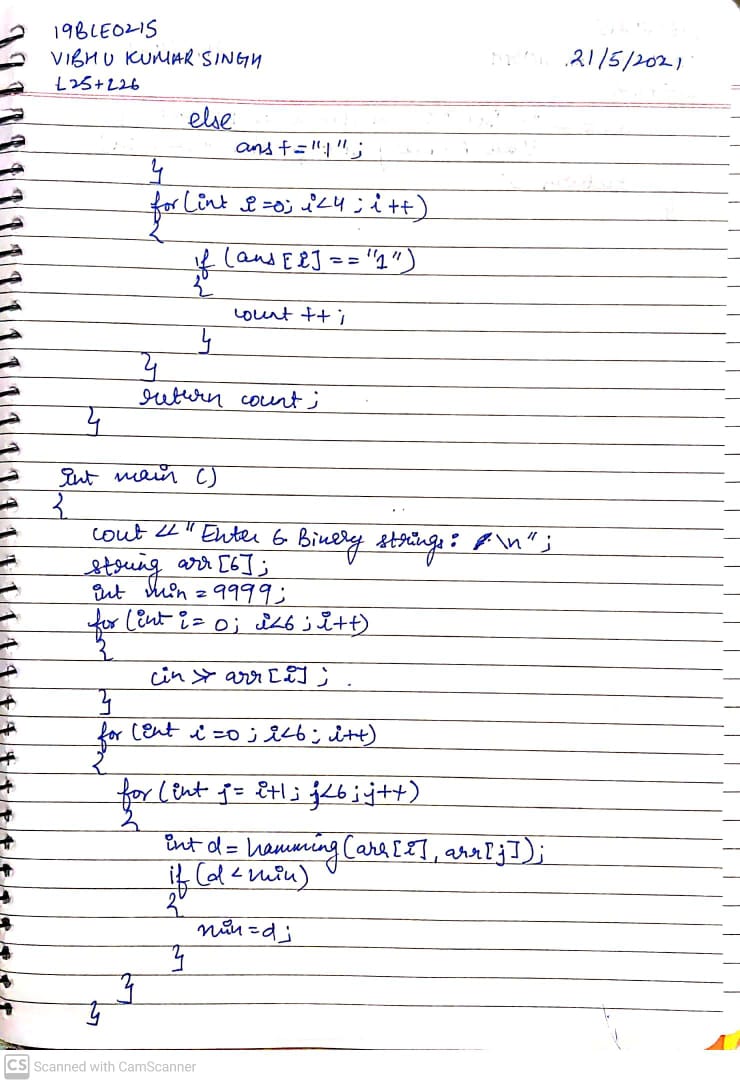 19BLE0215
VIBHU KUMAR SINGH 21/5/2021
L25+L26
else
ans += "1";
}
for (int i=0; i<4; i++)
{
if (ans[i] == "1")
{
count ++;
}
}
return count;
}
int main ()
{
cout << "Enter 6 Binery strings: \n";
string arr [6];
int min = 9999;
for (int i= 0; i<6; i++)
{
cin >> arr [i];
}
for (int i=0; i<6; i++)
{
for (int j= i+1; j<6; j++)
{
int d = hamming (arr[i], arr[j]);
if (d < min)
{
min = d;
}
}
}
CS Scanned with CamScanner